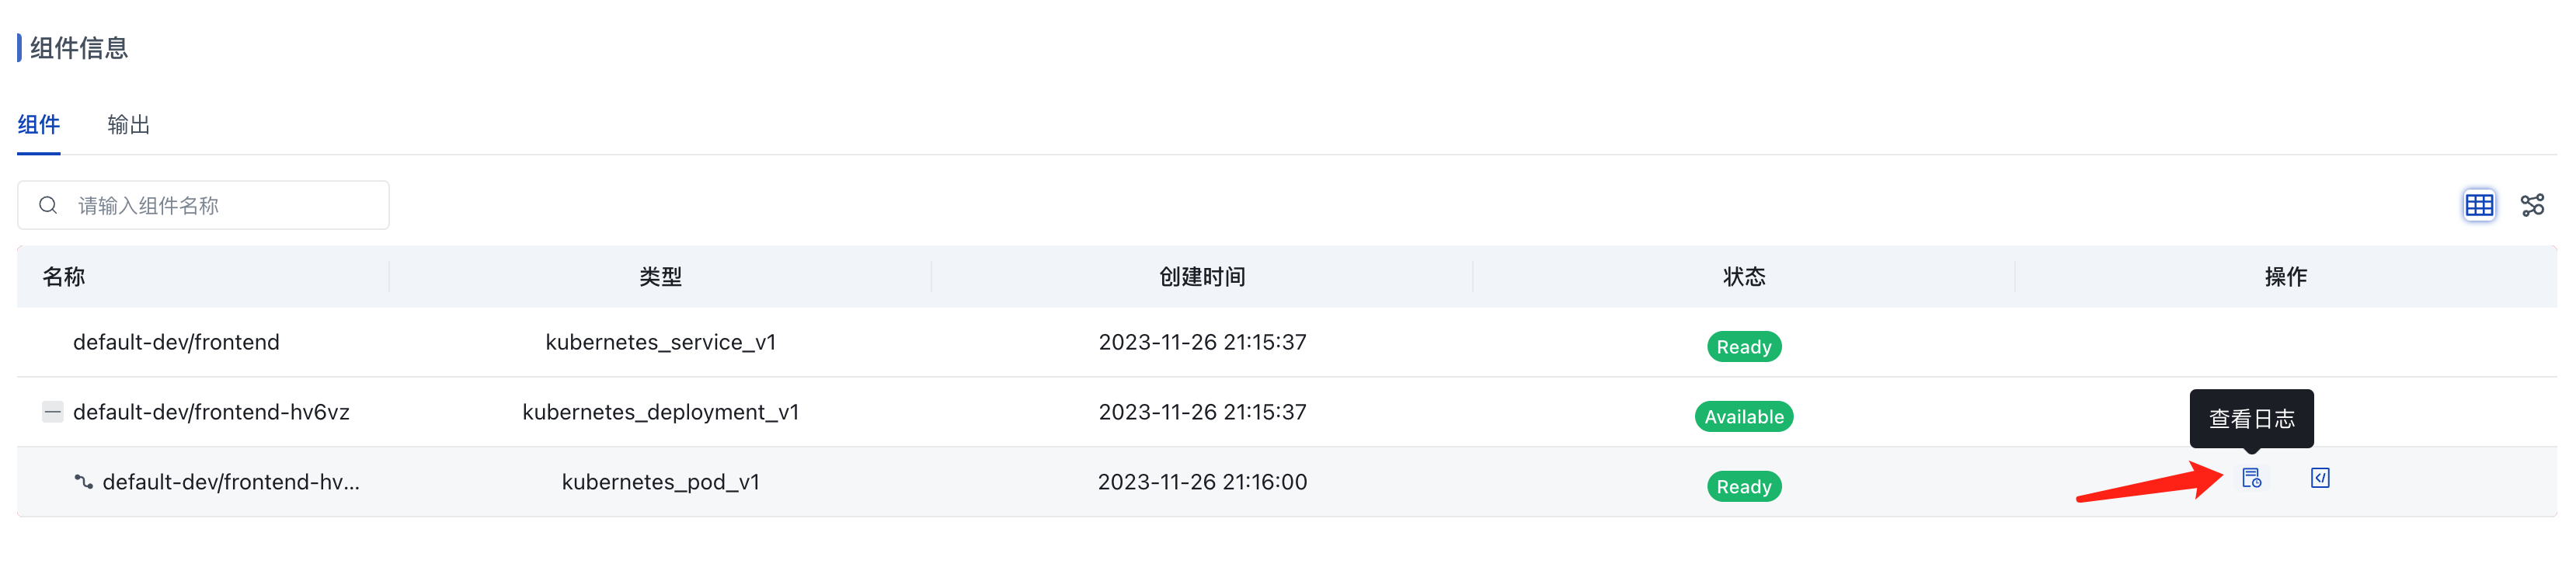 组件信息
组件 输出
请输入组件名称
名称 类型 创建时间 状态 操作
default-dev/frontend kubernetes_service_v1 2023-11-26 21:15:37 Ready
default-dev/frontend-hv6vz kubernetes_deployment_v1 2023-11-26 21:15:37 Available
查看日志
default-dev/frontend-hv... kubernetes_pod_v1 2023-11-26 21:16:00 Ready